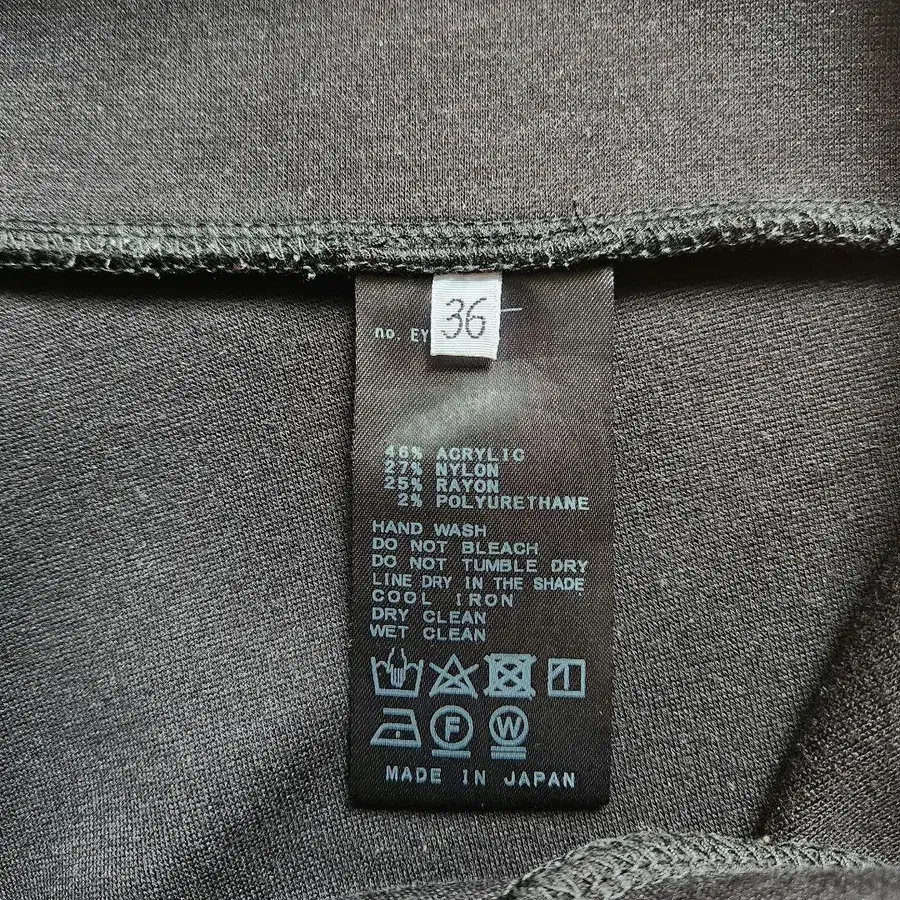 36
no. EY
46% ACRYLIC
27% NYLON
25% RAYON
2% POLYURETHANE
HAND WASH
DO NOT BLEACH
DO NOT TUMBLE DRY
LINE DRY IN THE SHADE
COOL IRON
DRY CLEAN
WET CLEAN
F W
MADE IN JAPAN